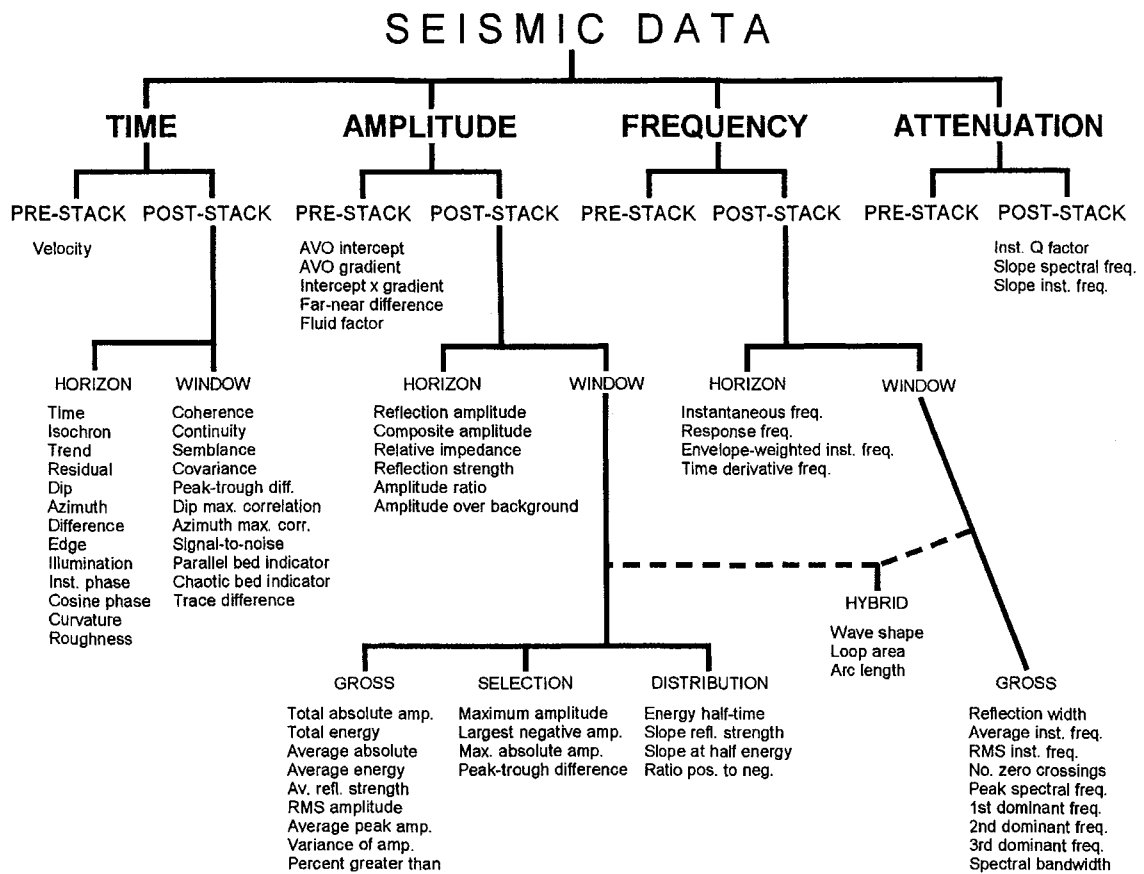 SEISMIC DATA
TIME
AMPLITUDE
FREQUENCY
ATTENUATION
PRE-STACK
POST-STACK
PRE-STACK
POST-STACK
PRE-STACK
POST-STACK
PRE-STACK
POST-STACK
Velocity
AVO intercept
AVO gradient
Intercept x gradient
Far-near difference
Fluid factor
Inst. Q factor
Slope spectral freq.
Slope inst. freq.
HORIZON
Time
Isochron
Trend
Residual
Dip
Azimuth
Difference
Edge
Illumination
Inst. phase
Cosine phase
Curvature
Roughness
WINDOW
Coherence
Continuity
Semblance
Covariance
Peak-trough diff.
Dip max. correlation
Azimuth max. corr.
Signal-to-noise
Parallel bed indicator
Chaotic bed indicator
Trace difference
HORIZON
Reflection amplitude
Composite amplitude
Relative impedance
Reflection strength
Amplitude ratio
Amplitude over background
WINDOW
HORIZON
Instantaneous freq.
Response freq.
Envelope-weighted inst. freq.
Time derivative freq.
WINDOW
HYBRID
Wave shape
Loop area
Arc length
GROSS
Total absolute amp.
Total energy
Average absolute
Average energy
Av. refl. strength
RMS amplitude
Average peak amp.
Variance of amp.
Percent greater than
SELECTION
Maximum amplitude
Largest negative amp.
Max. absolute amp.
Peak-trough difference
DISTRIBUTION
Energy half-time
Slope refl. strength
Slope at half energy
Ratio pos. to neg.
GROSS
Reflection width
Average inst. freq.
RMS inst. freq.
No. zero crossings
Peak spectral freq.
1st dominant freq.
2nd dominant freq.
3rd dominant freq.
Spectral bandwidth